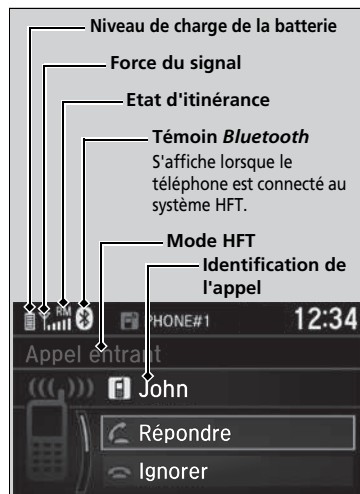 Niveau de charge de la batterie
Force du signal
Etat d'itinérance
Témoin Bluetooth
S'affiche lorsque le
téléphone est connecté au
système HFT.
Mode HFT
Identification de
l'appel
RM
PHONE#1 12:34
Appel entrant
John
Répondre
Ignorer